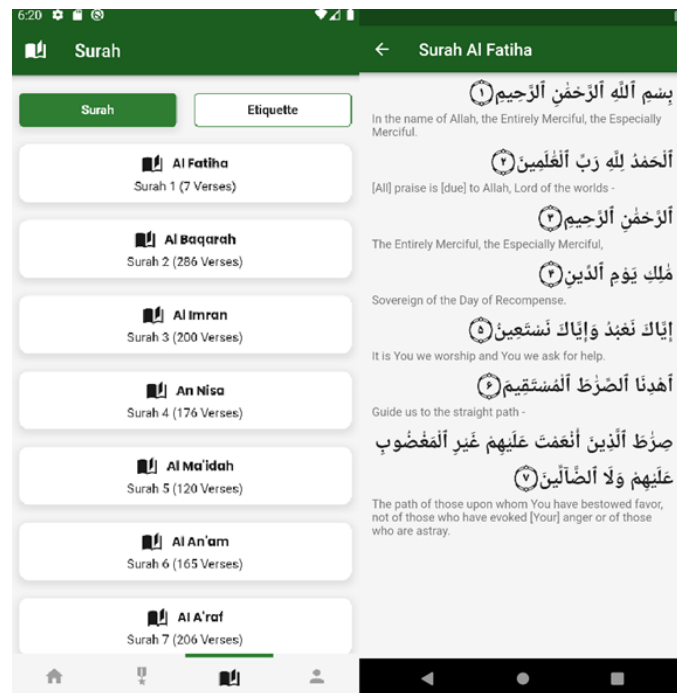 6:20
Surah
Surah
Etiquette
Al Fatiha
Surah 1 (7 Verses)
Al Baqarah
Surah 2 (286 Verses)
Al Imran
Surah 3 (200 Verses)
An Nisa
Surah 4 (176 Verses)
Al Ma'idah
Surah 5 (120 Verses)
Al An'am
Surah 6 (165 Verses)
Al A'raf
Surah 7 (206 Verses)
Surah Al Fatiha
بِسْمِ ٱللَّهِ ٱلرَّحْمَٰنِ ٱلرَّحِيمِ ۝١
In the name of Allah, the Entirely Merciful, the Especially
Merciful.
ٱلْحَمْدُ لِلَّهِ رَبِّ ٱلْعَٰلَمِينَ ۝٢
[All] praise is [due] to Allah, Lord of the worlds -
ٱلرَّحْمَٰنِ ٱلرَّحِيمِ ۝٣
The Entirely Merciful, the Especially Merciful,
مَٰلِكِ يَوْمِ ٱلدِّينِ ۝۴
Sovereign of the Day of Recompense.
إِيَّاكَ نَعْبُدُ وَإِيَّاكَ نَسْتَعِينُ ۝۵
It is You we worship and You we ask for help.
ٱهْدِنَا ٱلصِّرَٰطَ ٱلْمُسْتَقِيمَ ۝۶
Guide us to the straight path -
صِرَٰطَ ٱلَّذِينَ أَنْعَمْتَ عَلَيْهِمْ غَيْرِ ٱلْمَغْضُوبِ
عَلَيْهِمْ وَلَا ٱلضَّآلِّينَ ۝٧
The path of those upon whom You have bestowed favor,
not of those who have evoked [Your] anger or of those
who are astray.